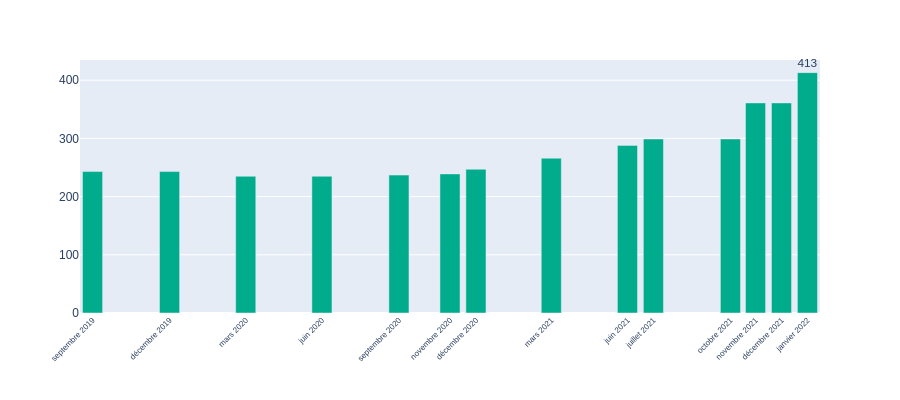 413
400
300
200
100
0
septembre 2019
décembre 2019
mars 2020
juin 2020
septembre 2020
novembre 2020
décembre 2020
mars 2021
juin 2021
juillet 2021
octobre 2021
novembre 2021
décembre 2021
janvier 2022